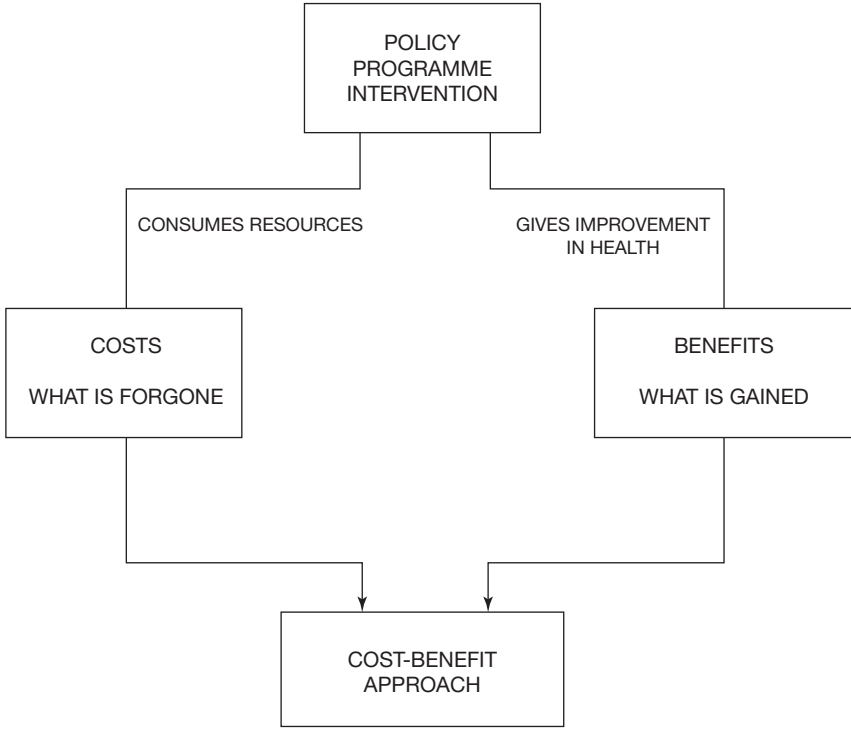 POLICY
PROGRAMME
INTERVENTION
CONSUMES RESOURCES
GIVES IMPROVEMENT
IN HEALTH
COSTS
WHAT IS FORGONE
BENEFITS
WHAT IS GAINED
COST-BENEFIT
APPROACH